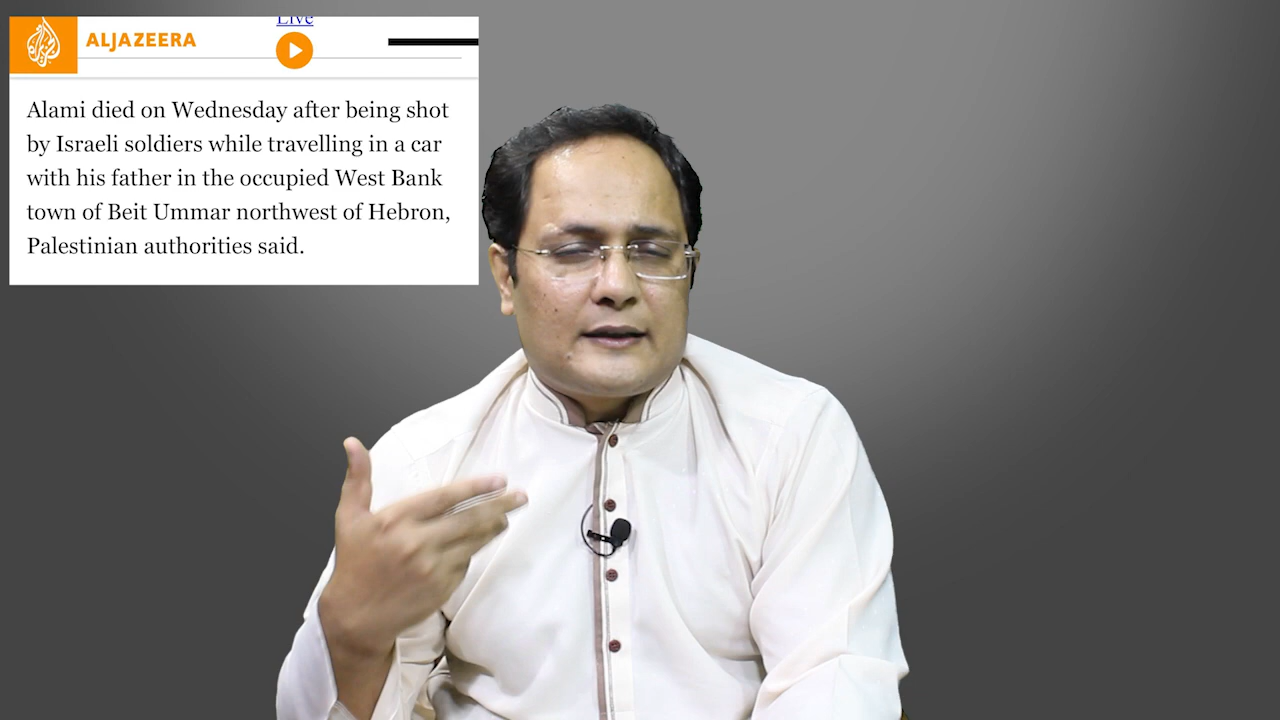 Live
ALJAZEERA
Alami died on Wednesday after being shot
by Israeli soldiers while travelling in a car
with his father in the occupied West Bank
town of Beit Ummar northwest of Hebron,
Palestinian authorities said.